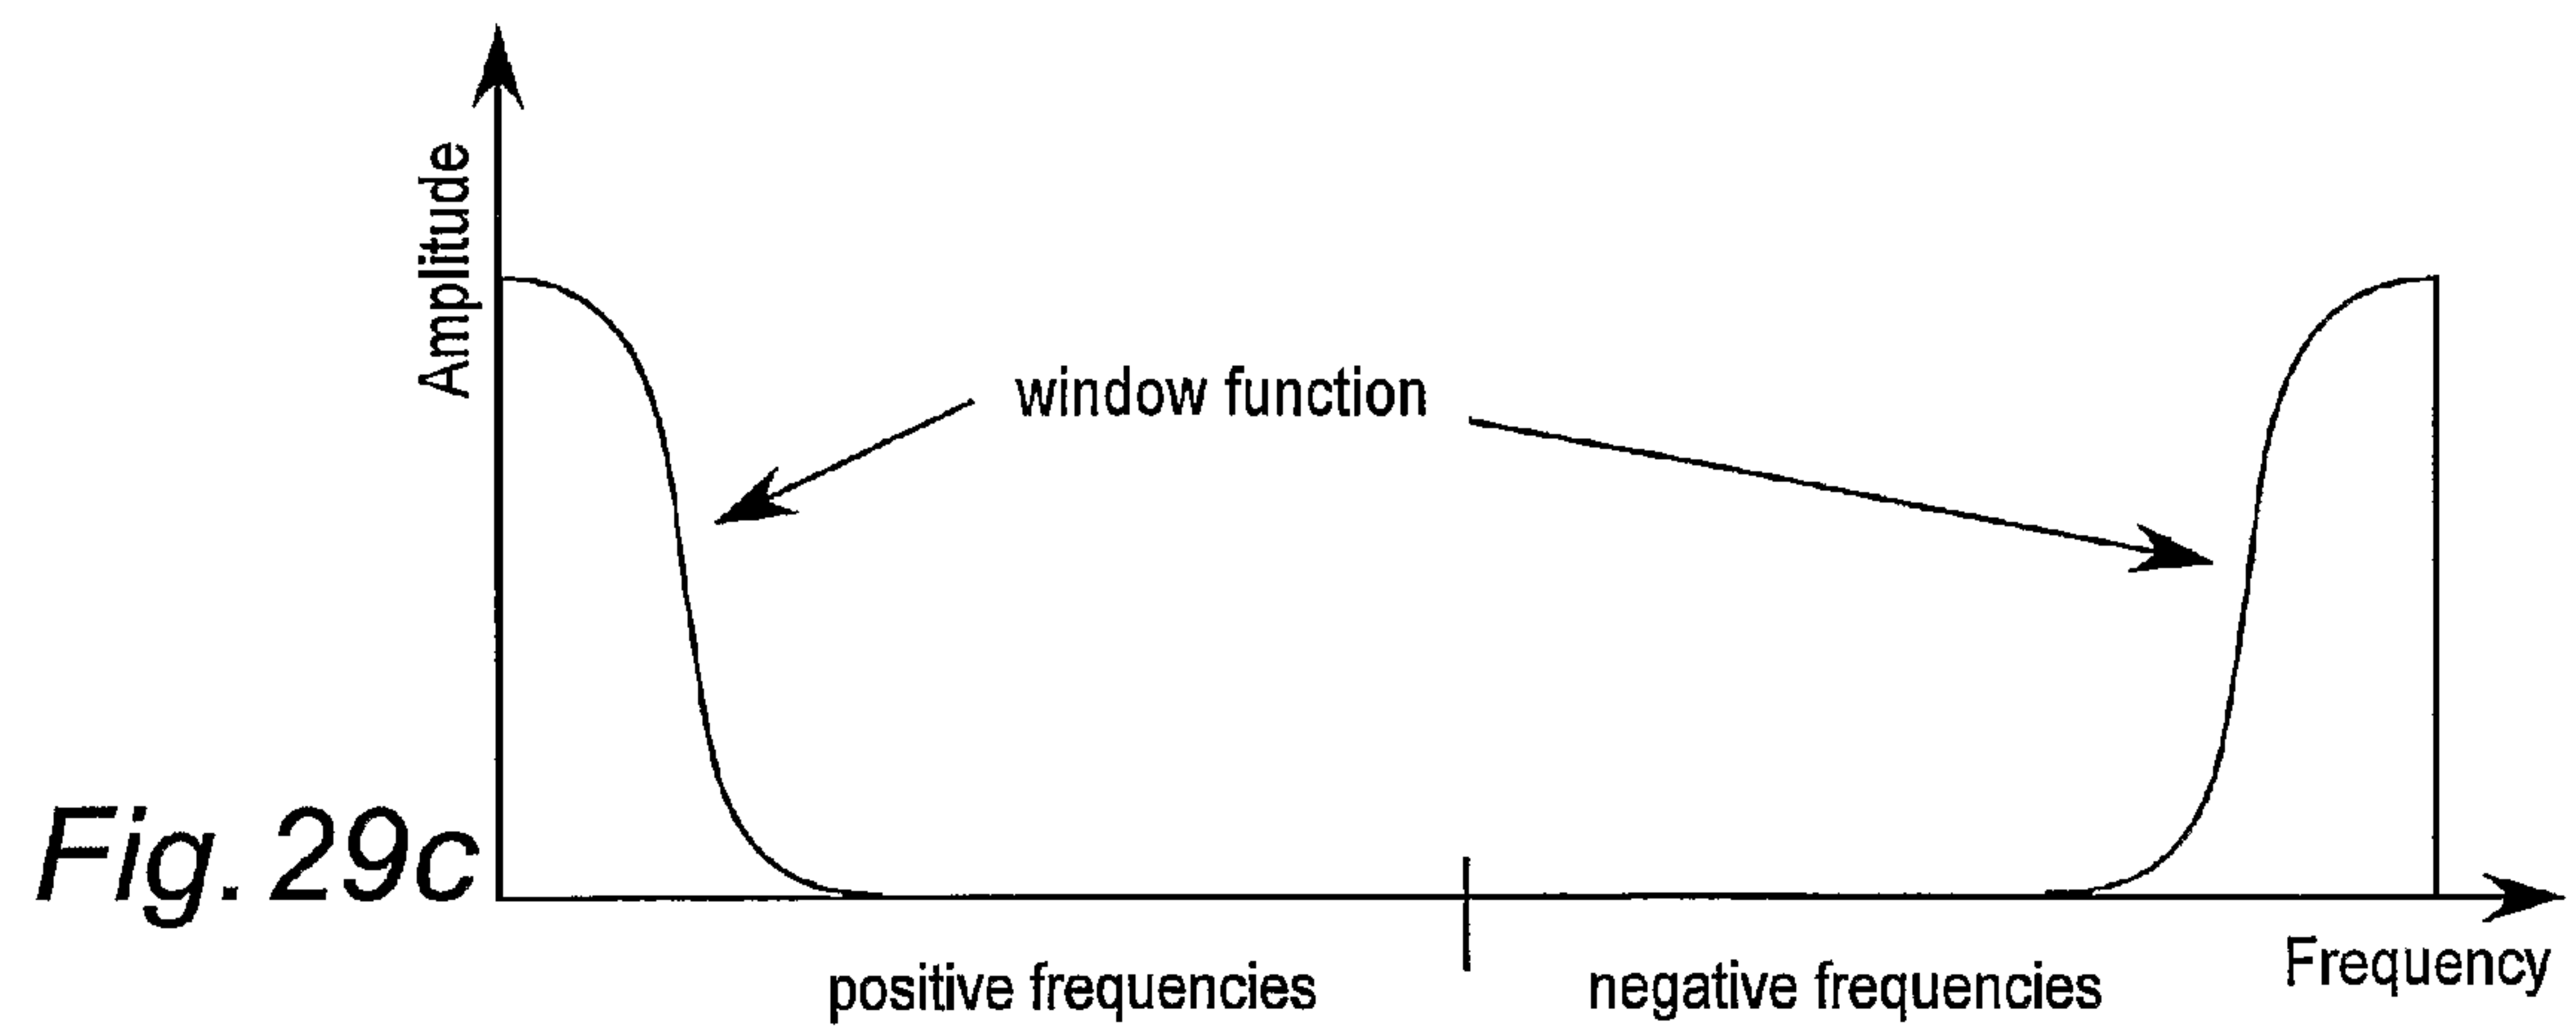 Amplitude
window function
Fig. 29c
positive frequencies
negative frequencies
Frequency